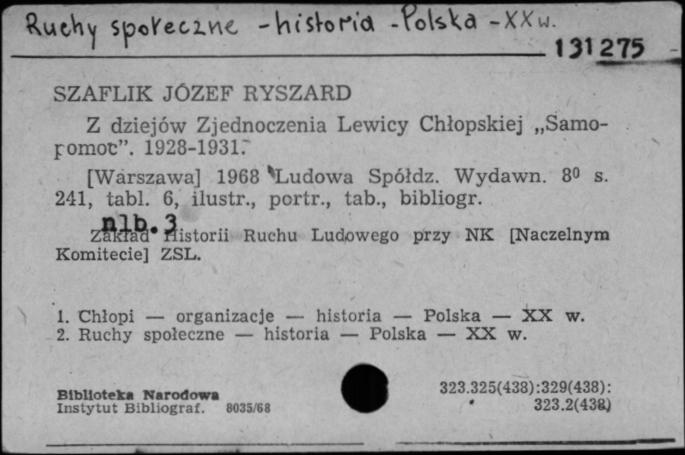 Ruchy społeczne - historia - Polska - XX w.
131275
SZAFLIK JÓZEF RYSZARD
Z dziejów Zjednoczenia Lewicy Chłopskiej „Samo-
pomoc”. 1928-1931.
[Warszawa] 1968 Ludowa Spółdz. Wydawn. 8⁰ s.
241, tabl. 6, ilustr., portr., tab., bibliogr.
nlb. 3
Zakład Historii Ruchu Ludowego przy NK [Naczelnym
Komitecie] ZSL.
1. Chłopi — organizacje — historia — Polska — XX w.
2. Ruchy społeczne — historia — Polska — XX w.
Biblioteka Narodowa
Instytut Bibliograf. 8035/68
323.325(438):329(438):
323.2(438)